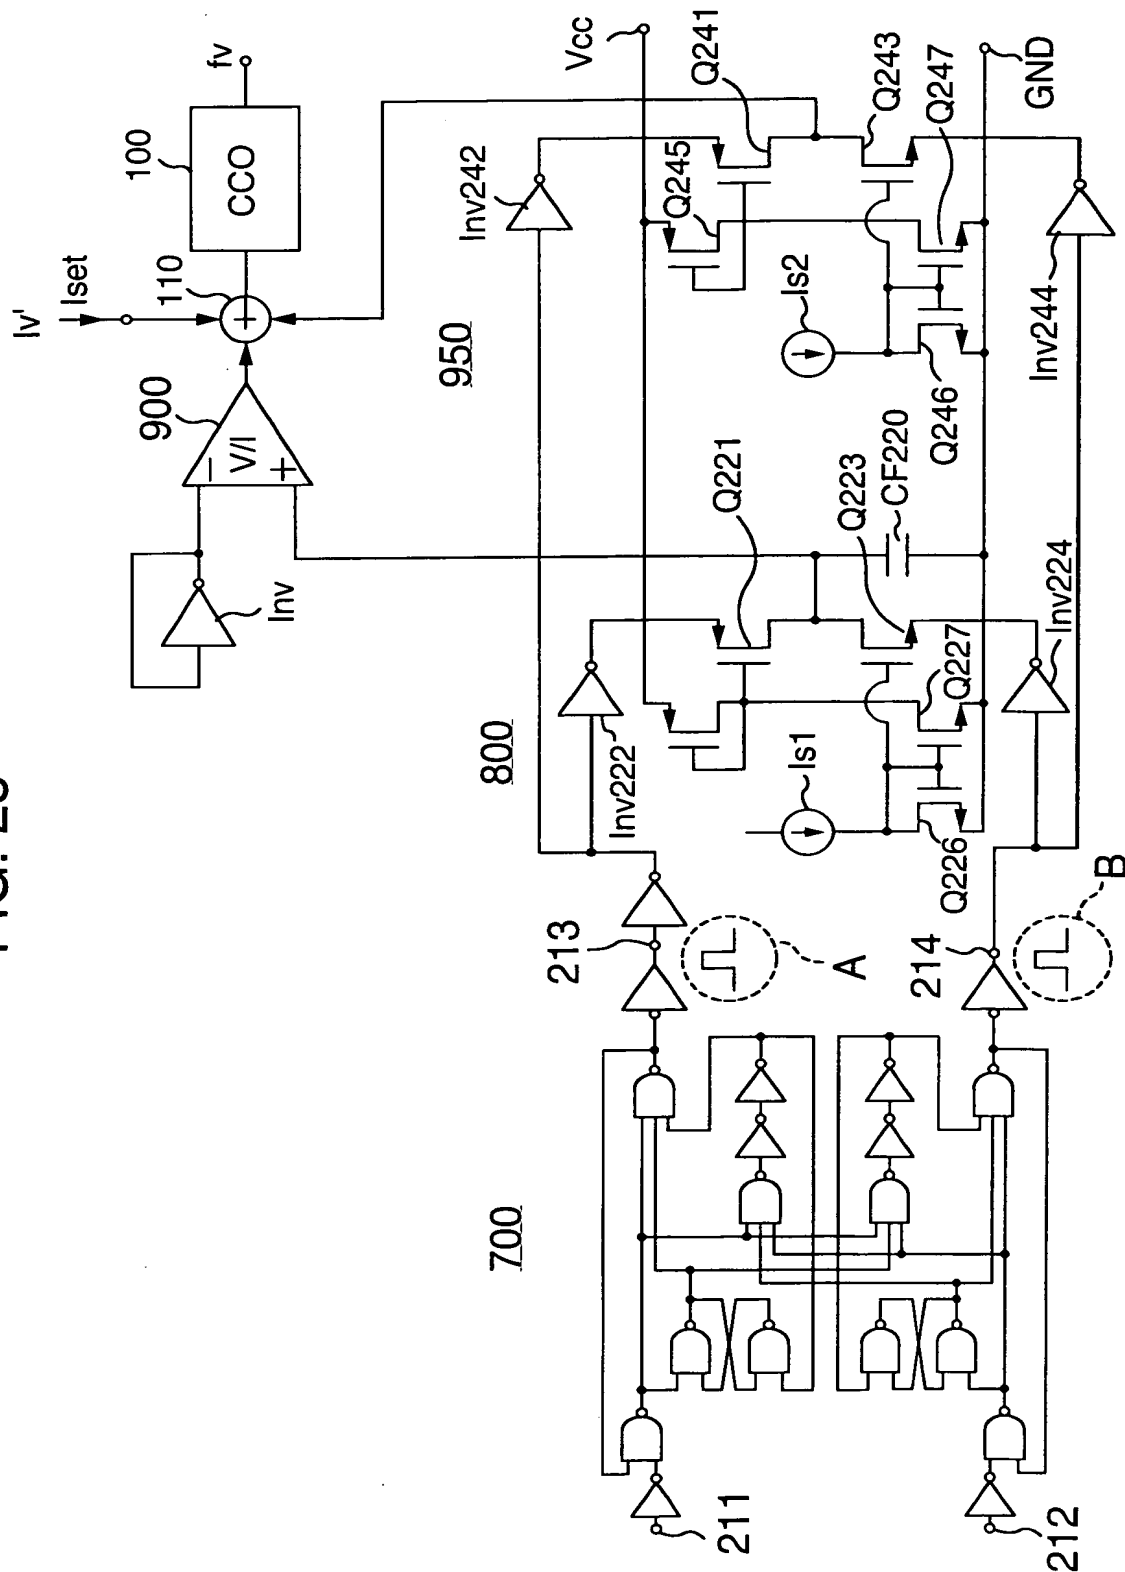 FIG.
Iv'
Iset
fv
100
CCO
110
900
V/I
−
+
+
Inv
950
Inv242
800
Inv222
Vcc
Q241
Q245
Q243
Q247
Is2
Q246
GND
Inv244
Q221
Q223
CF220
Is1
Q227
Q226
Inv224
213
A
214
B
700
211
212